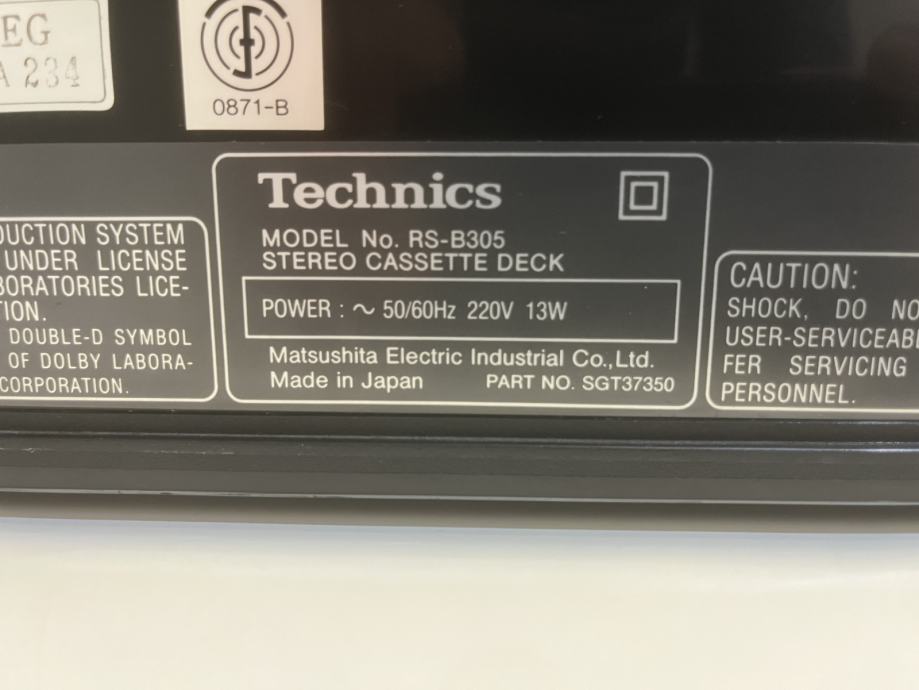 EG
A 234
0871-B
DUCTION SYSTEM
UNDER LICENSE
BORATORIES LICE-
TION.
DOUBLE-D SYMBOL
OF DOLBY LABORA-
CORPORATION.
Technics
MODEL No. RS-B305
STEREO CASSETTE DECK
POWER : ~ 50/60Hz 220V 13W
Matsushita Electric Industrial Co.,Ltd.
Made in Japan PART NO. SGT37350
CAUTION:
SHOCK, DO NO
USER-SERVICEABL
FER SERVICING
PERSONNEL.